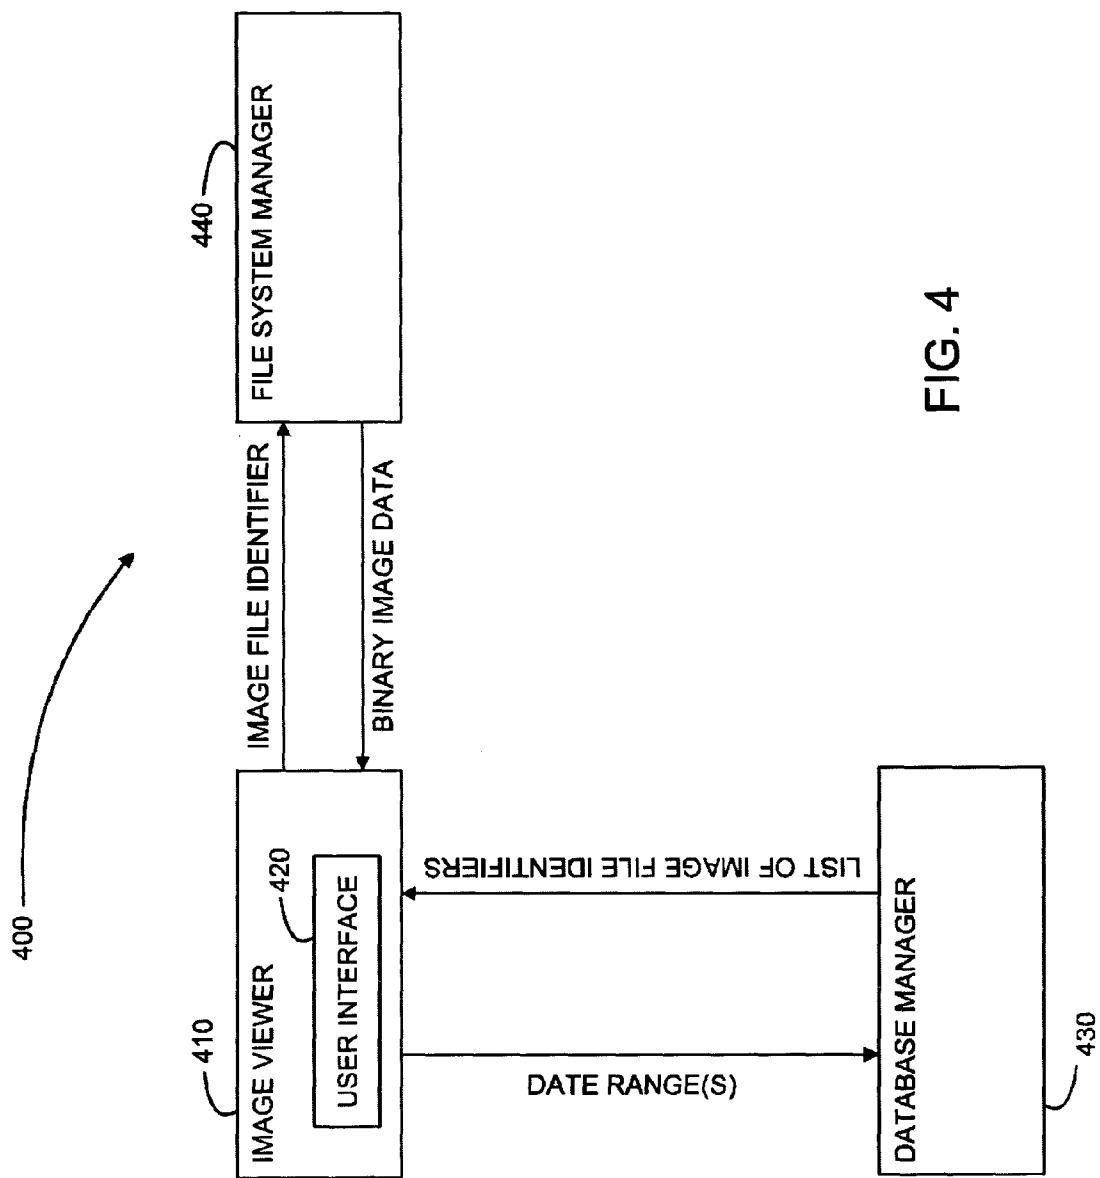 400
410
IMAGE VIEWER
420
USER INTERFACE
IMAGE FILE IDENTIFIER
BINARY IMAGE DATA
440
FILE SYSTEM MANAGER
DATE RANGE(S)
LIST OF IMAGE FILE IDENTIFIERS
DATABASE MANAGER
430
FIG. 4